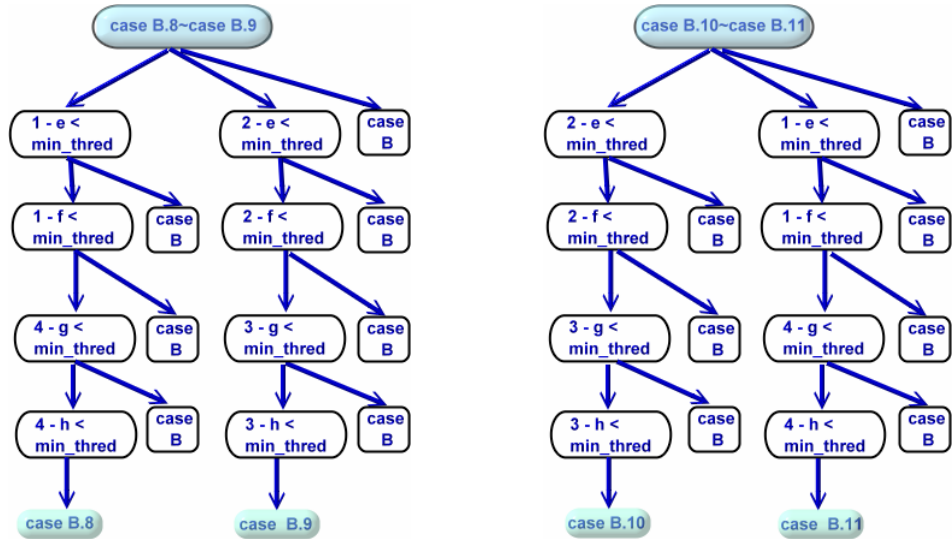 case B.8~case B.9
1 - e <
min_thred
2 - e <
min_thred
case
B
1 - f <
min_thred
case
B
2 - f <
min_thred
case
B
4 - g <
min_thred
case
B
3 - g <
min_thred
case
B
4 - h <
min_thred
case
B
3 - h <
min_thred
case
B
case B.8
case B.9
case B.10~case B.11
2 - e <
min_thred
1 - e <
min_thred
case
B
2 - f <
min_thred
case
B
1 - f <
min_thred
case
B
3 - g <
min_thred
case
B
4 - g <
min_thred
case
B
3 - h <
min_thred
case
B
4 - h <
min_thred
case
B
case B.10
case B.11